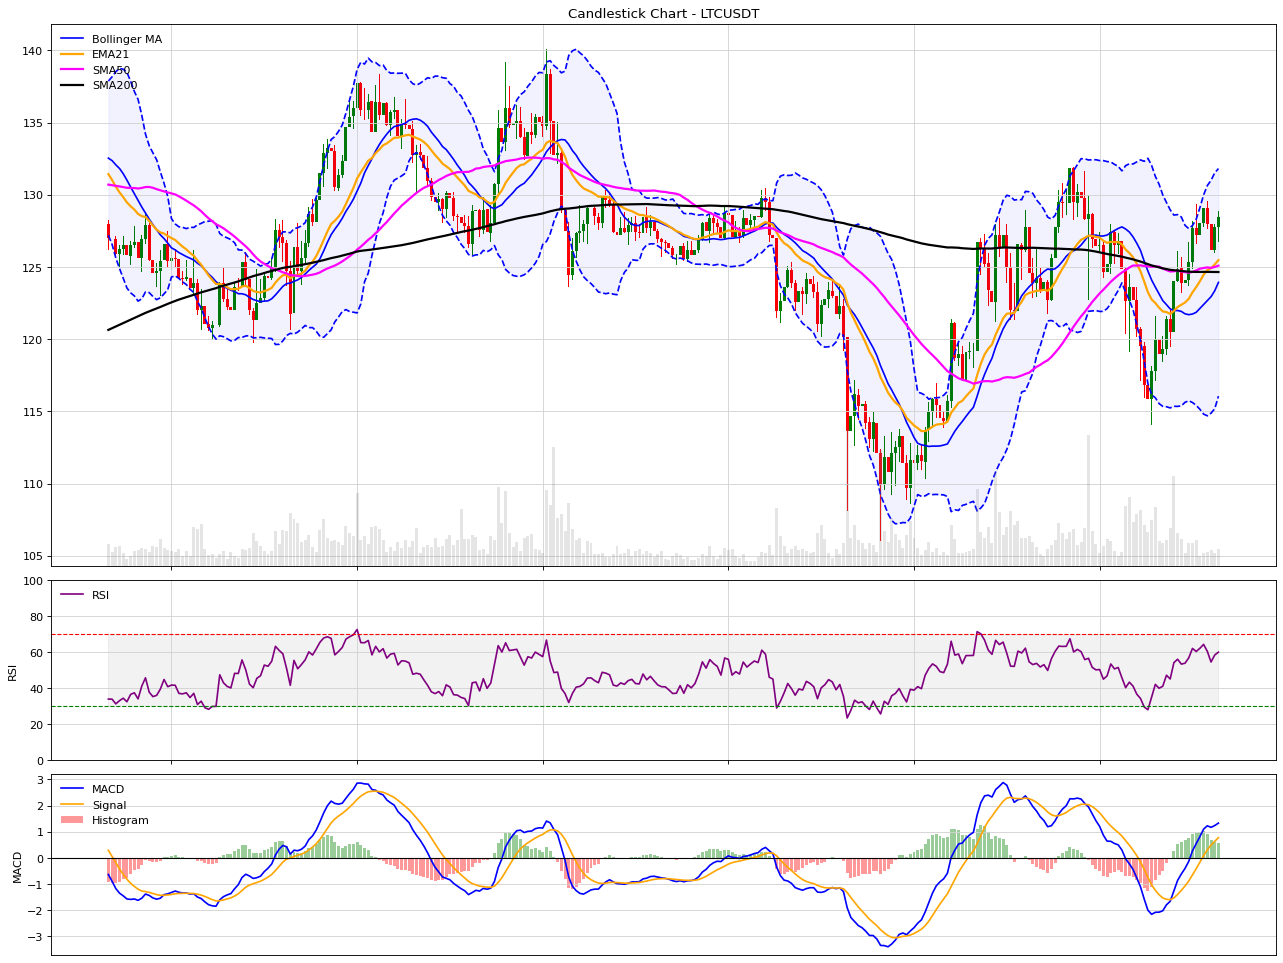 Candlestick Chart - LTCUSDT
Bollinger MA
EMA21
SMA50
SMA200
140
135
130
125
120
115
110
105
RSI
RSI
100
80
60
40
20
0
MACD
Signal
Histogram
MACD
3
2
1
0
−1
−2
−3